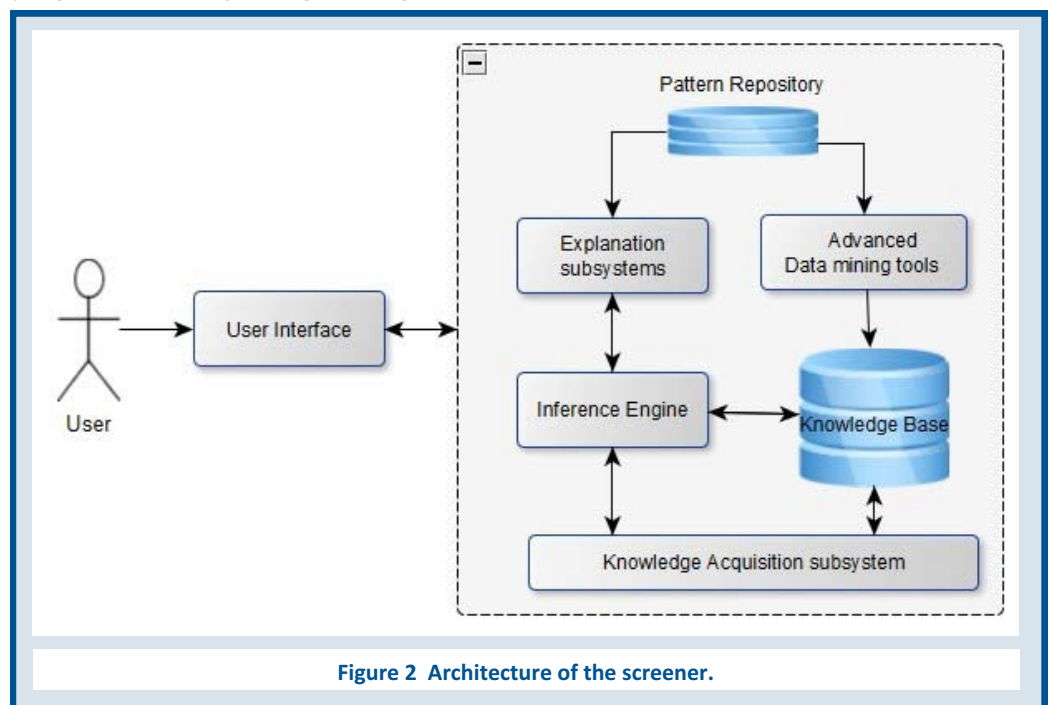 Pattern Repository
Explanation
subsystems
Advanced
Data mining tools
User Interface
User
Inference Engine
Knowledge Base
Knowledge Acquisition subsystem
Figure 2 Architecture of the screener.